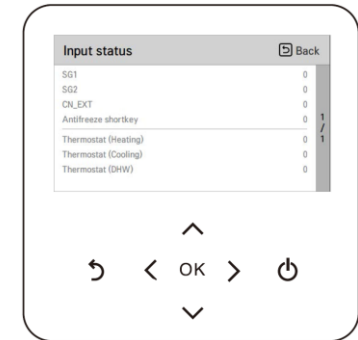 Input status
Back
SG1 0
SG2 0
CN_EXT 0
Antifreeze shortkey 0
Thermostat (Heating) 0
Thermostat (Cooling) 0
Thermostat (DHW) 0
1
/
1
OK